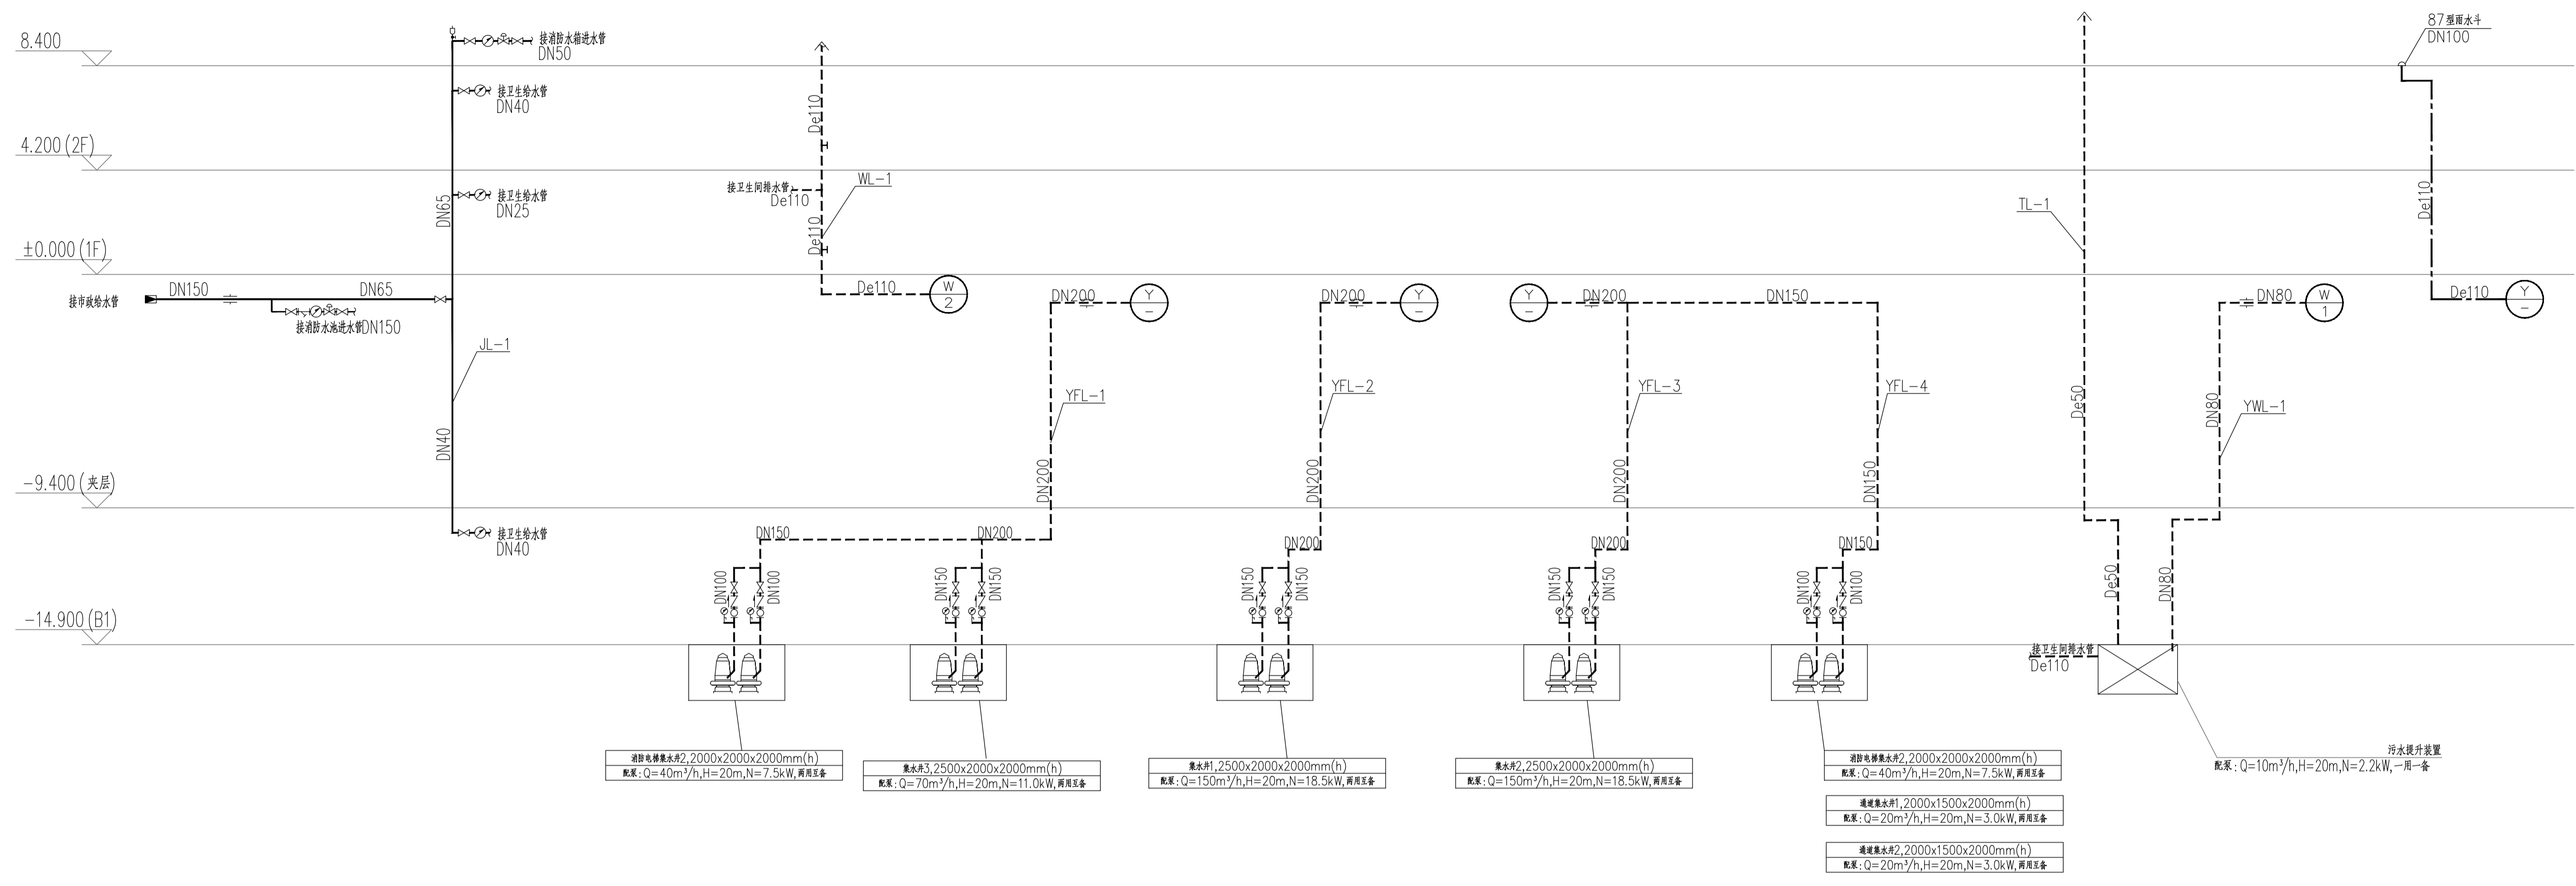 8.400
4.200(2F)
±0.000(1F)
-9.400(夹层)
-14.900(B1)
接消防水箱进水管
DN50
接卫生给水管
DN40
接卫生给水管
DN25
DN65
接市政给水管
DN150
DN65
接消防水池进水管DN150
JL-1
DN40
接卫生给水管
DN40
De110
接卫生间排水管
De110
WL-1
De110
De110
W
2
DN200
Y
-
YFL-1
DN200
DN150
DN200
DN100
DN100
DN150
DN150
消防电梯集水井2,2000x2000x2000mm(h)
配泵:Q=40m³/h,H=20m,N=7.5kW,两用互备
集水井3,2500x2000x2000mm(h)
配泵:Q=70m³/h,H=20m,N=11.0kW,两用互备
DN200
Y
-
YFL-2
DN200
DN200
DN150
DN150
集水井1,2500x2000x2000mm(h)
配泵:Q=150m³/h,H=20m,N=18.5kW,两用互备
Y
-
DN200
DN150
YFL-3
DN200
DN200
DN150
DN150
集水井2,2500x2000x2000mm(h)
配泵:Q=150m³/h,H=20m,N=18.5kW,两用互备
YFL-4
DN150
DN150
DN100
DN100
消防电梯集水井2,2000x2000x2000mm(h)
配泵:Q=40m³/h,H=20m,N=7.5kW,两用互备
通道集水井1,2000x1500x2000mm(h)
配泵:Q=20m³/h,H=20m,N=3.0kW,两用互备
通道集水井2,2000x1500x2000mm(h)
配泵:Q=20m³/h,H=20m,N=3.0kW,两用互备
TL-1
De50
De50
接卫生间排水管
De110
DN80
W
1
DN80
YWL-1
DN80
污水提升装置
配泵:Q=10m³/h,H=20m,N=2.2kW,一用一备
87型雨水斗
DN100
De110
De110
Y
-